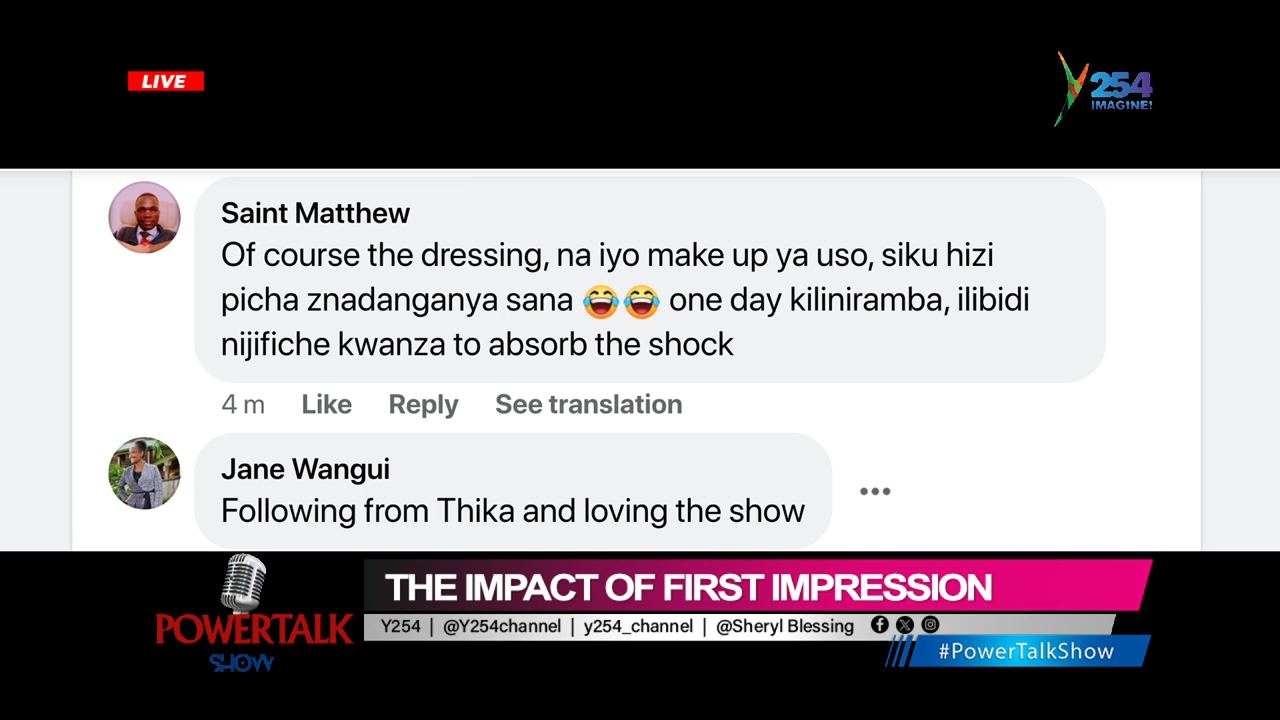 LIVE
254
IMAGINE!
Saint Matthew
Of course the dressing, na iyo make up ya uso, siku hizi
picha znadanganya sana 😂😂 one day kiliniramba, ilibidi
nijifiche kwanza to absorb the shock
4 m Like Reply See translation
Jane Wangui
Following from Thika and loving the show
THE IMPACT OF FIRST IMPRESSION
POWERTALK
SHOW
Y254 | @Y254channel | y254_channel | @Sheryl Blessing
#PowerTalkShow